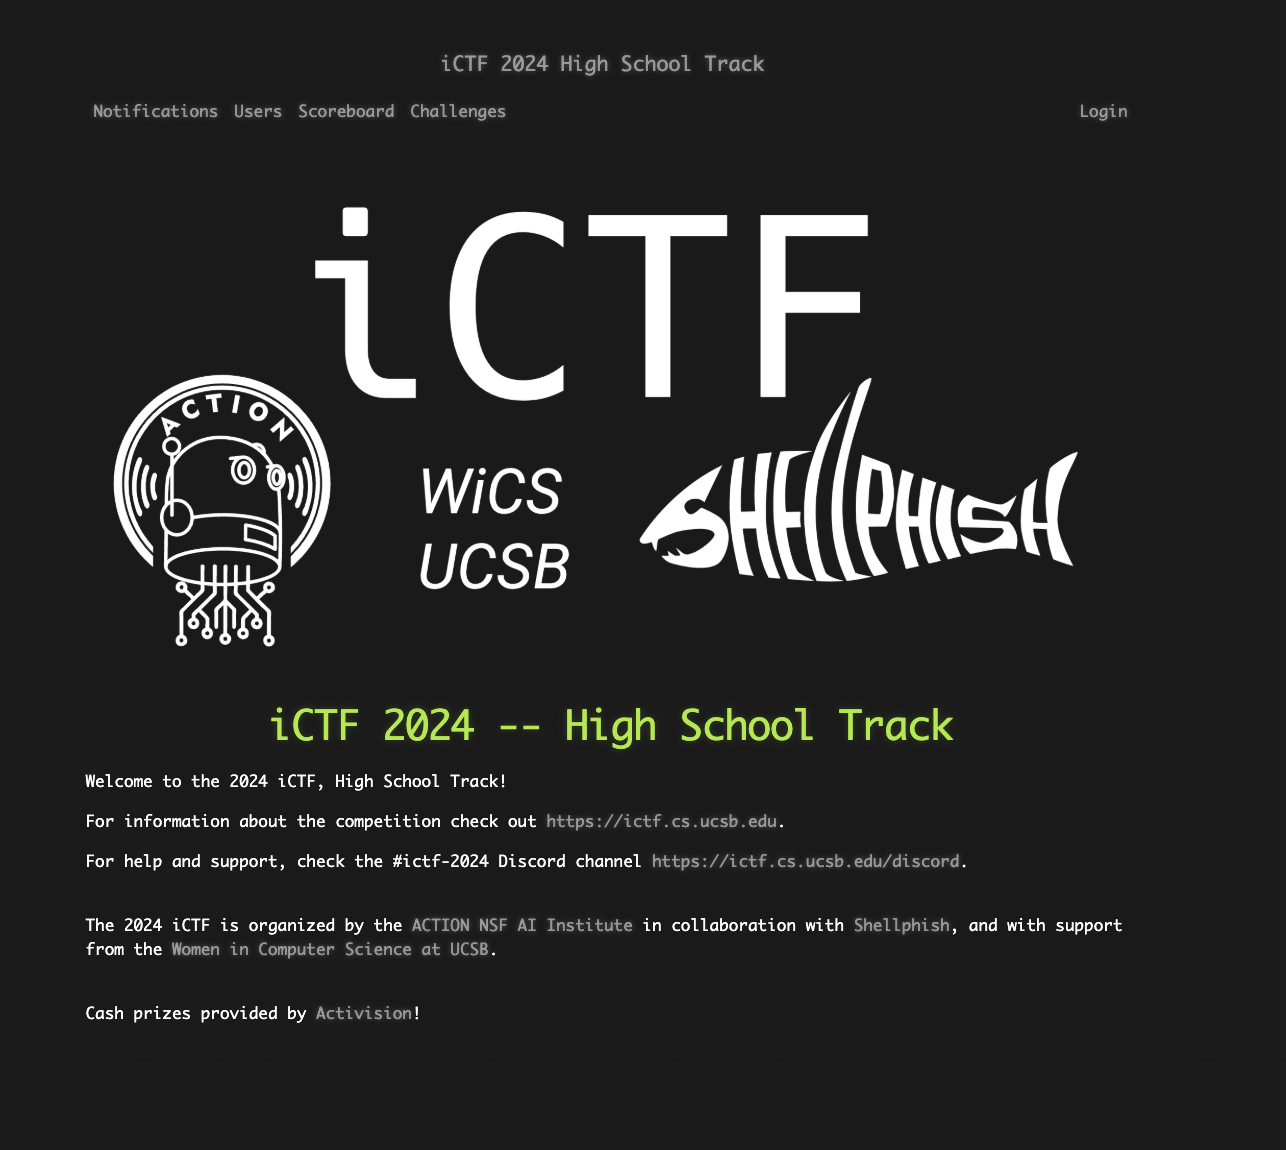 iCTF 2024 High School Track
Notifications Users Scoreboard Challenges Login
iCTF
ACTION
WiCS
UCSB
SHELLPHISH
iCTF 2024 -- High School Track
Welcome to the 2024 iCTF, High School Track!
For information about the competition check out https://ictf.cs.ucsb.edu.
For help and support, check the #ictf-2024 Discord channel https://ictf.cs.ucsb.edu/discord.
The 2024 iCTF is organized by the ACTION NSF AI Institute in collaboration with Shellphish, and with support
from the Women in Computer Science at UCSB.
Cash prizes provided by Activision!